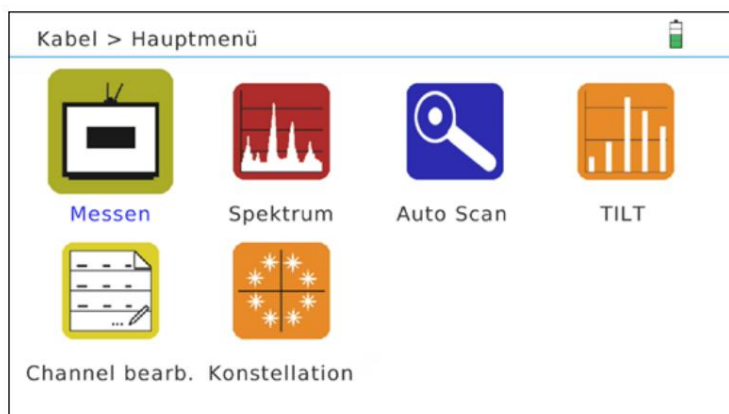 Kabel > Hauptmenü
Messen Spektrum Auto Scan TILT
Channel bearb. Konstellation